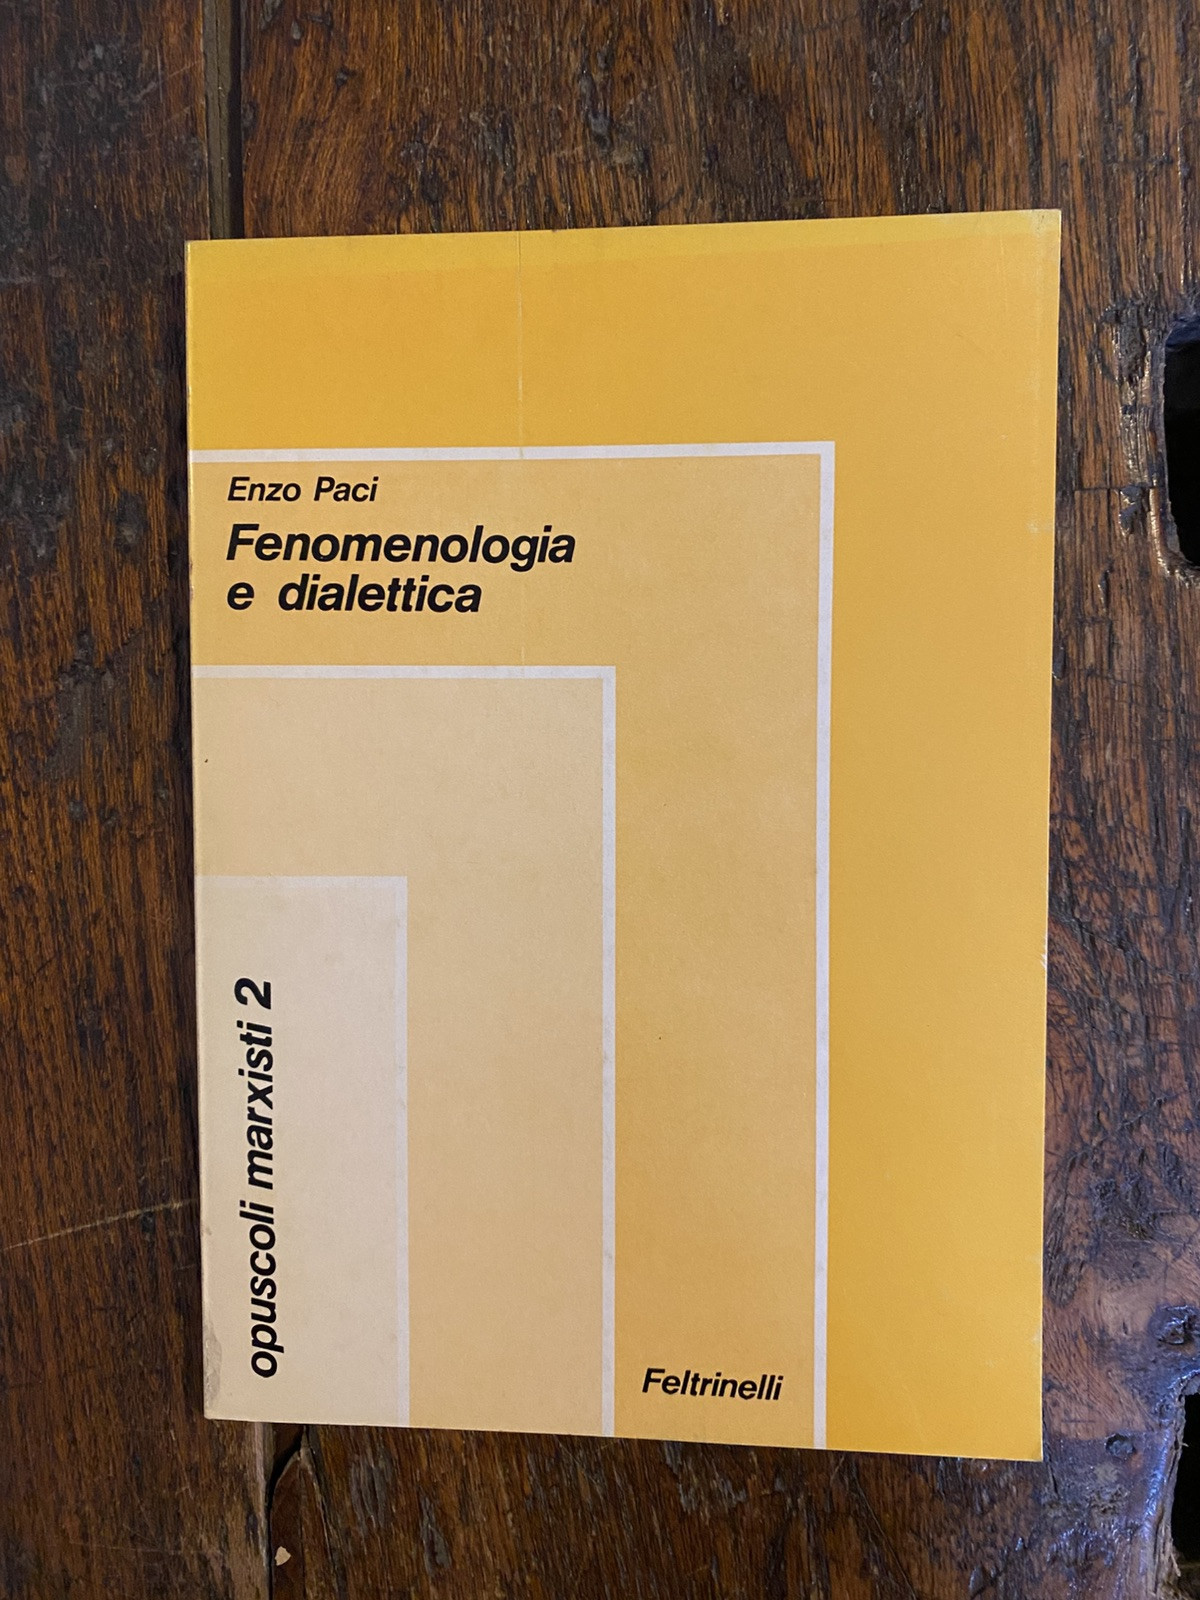 Enzo Paci
Fenomenologia
e dialettica
opuscoli marxisti 2
Feltrinelli